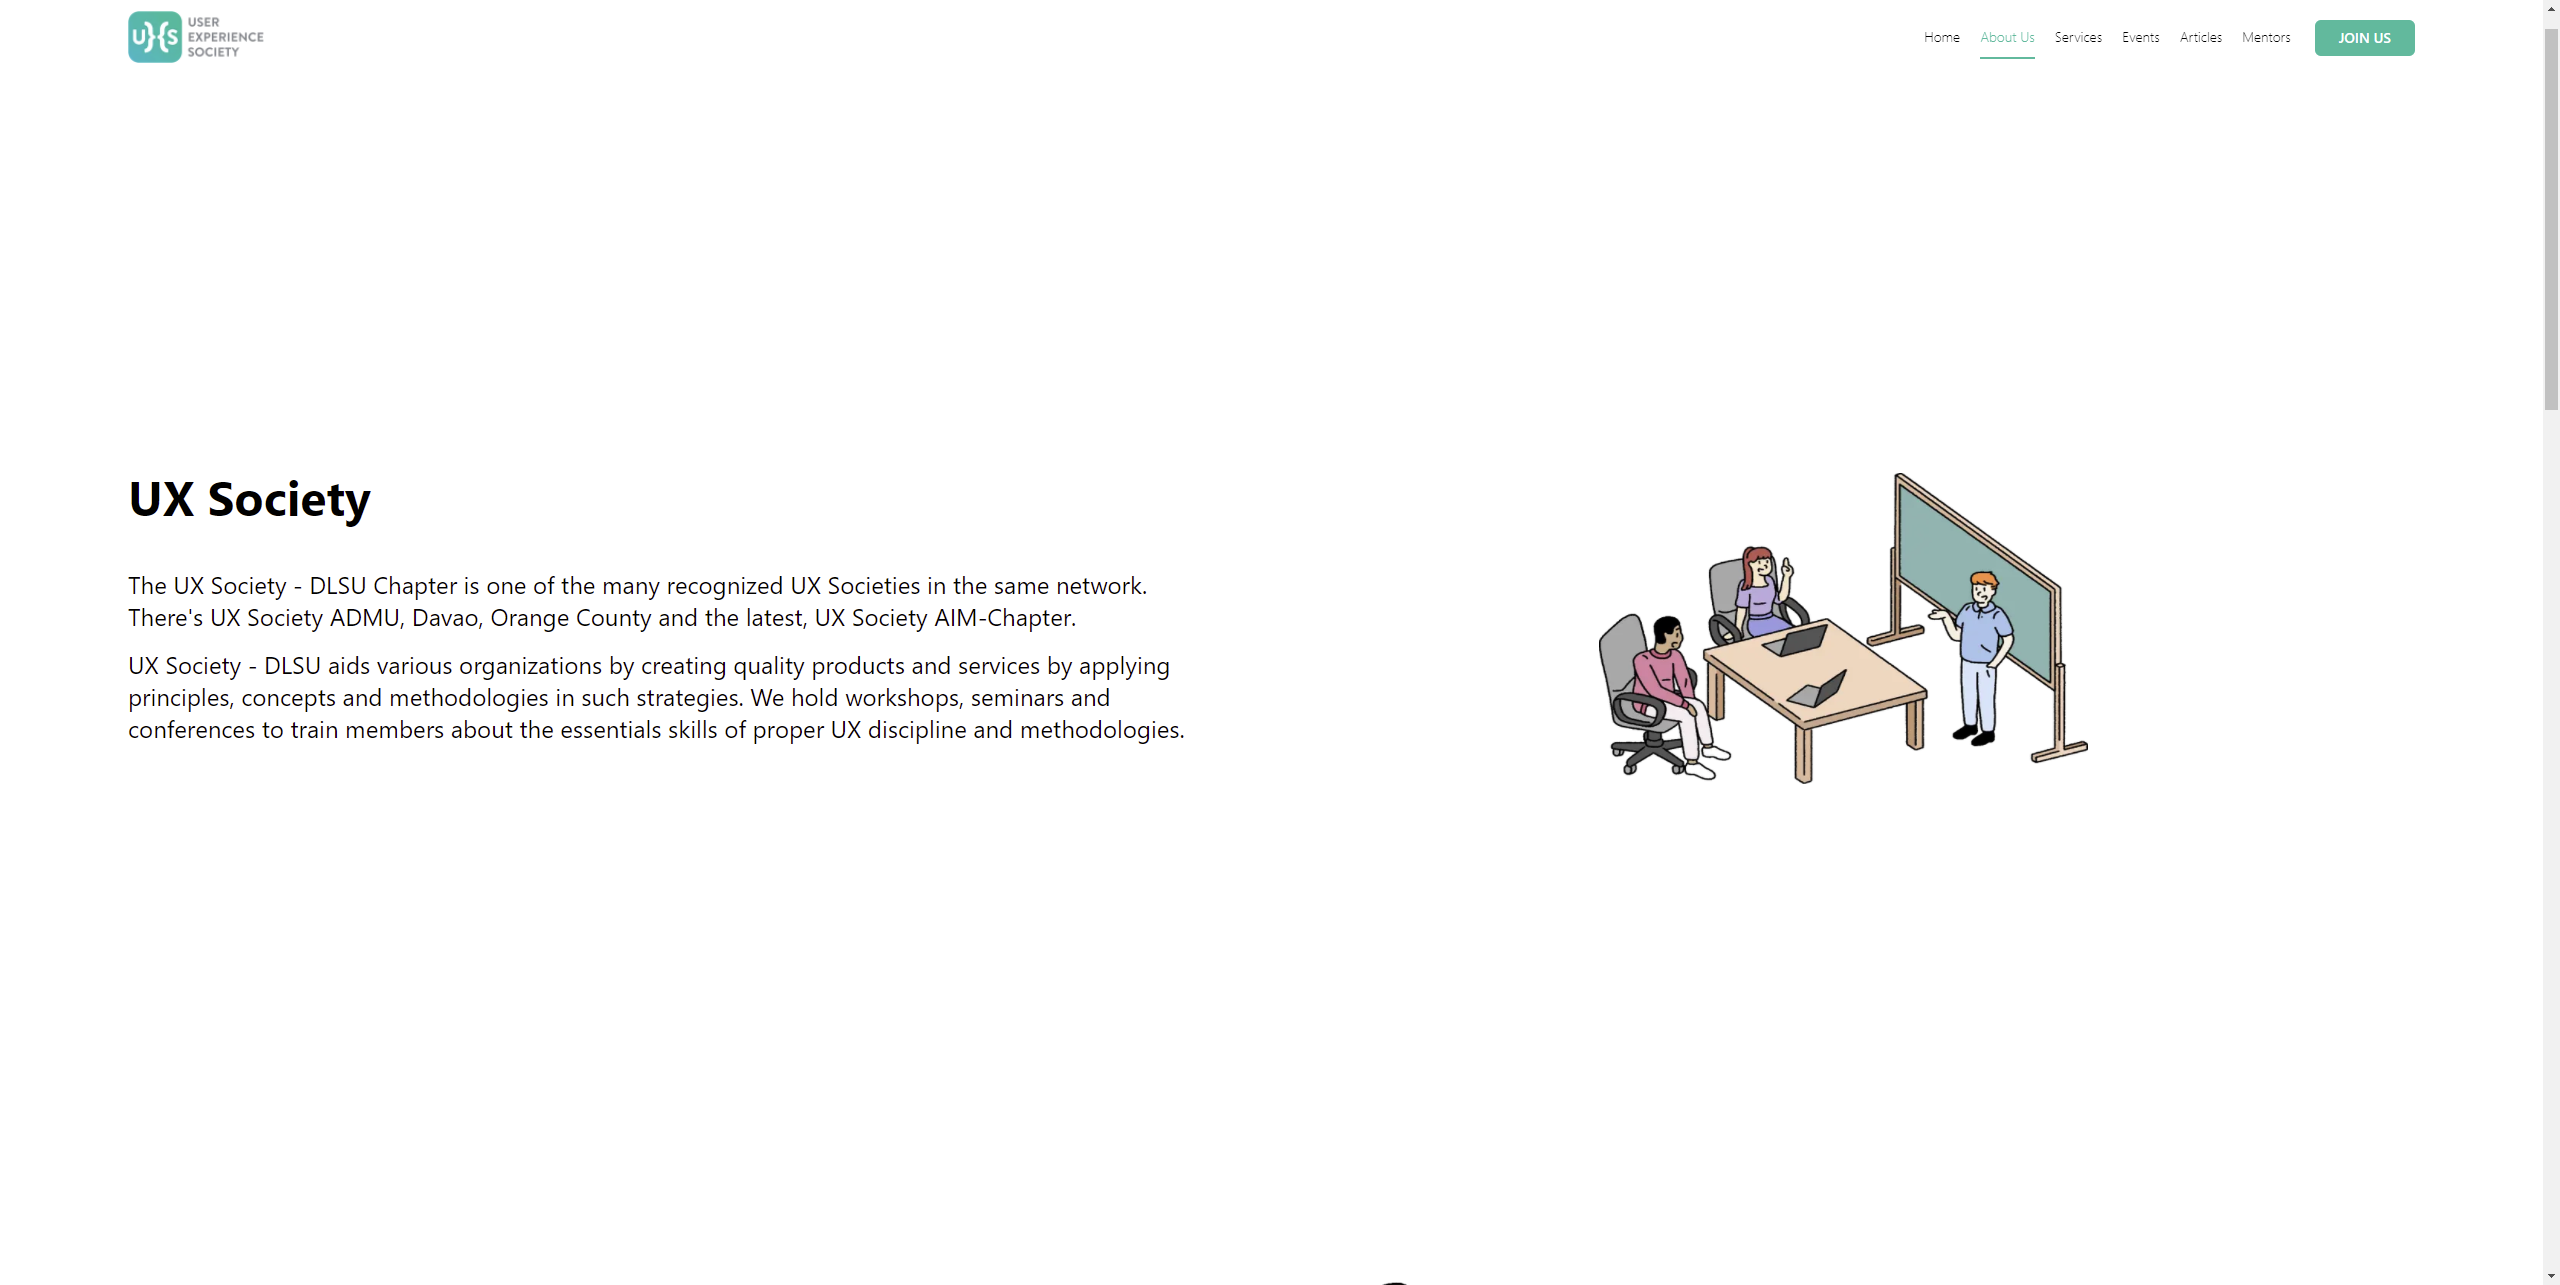 UXS
USER
EXPERIENCE
SOCIETY
Home About Us Services Events Articles Mentors JOIN US
UX Society
The UX Society - DLSU Chapter is one of the many recognized UX Societies in the same network.
There's UX Society ADMU, Davao, Orange County and the latest, UX Society AIM-Chapter.
UX Society - DLSU aids various organizations by creating quality products and services by applying
principles, concepts and methodologies in such strategies. We hold workshops, seminars and
conferences to train members about the essentials skills of proper UX discipline and methodologies.